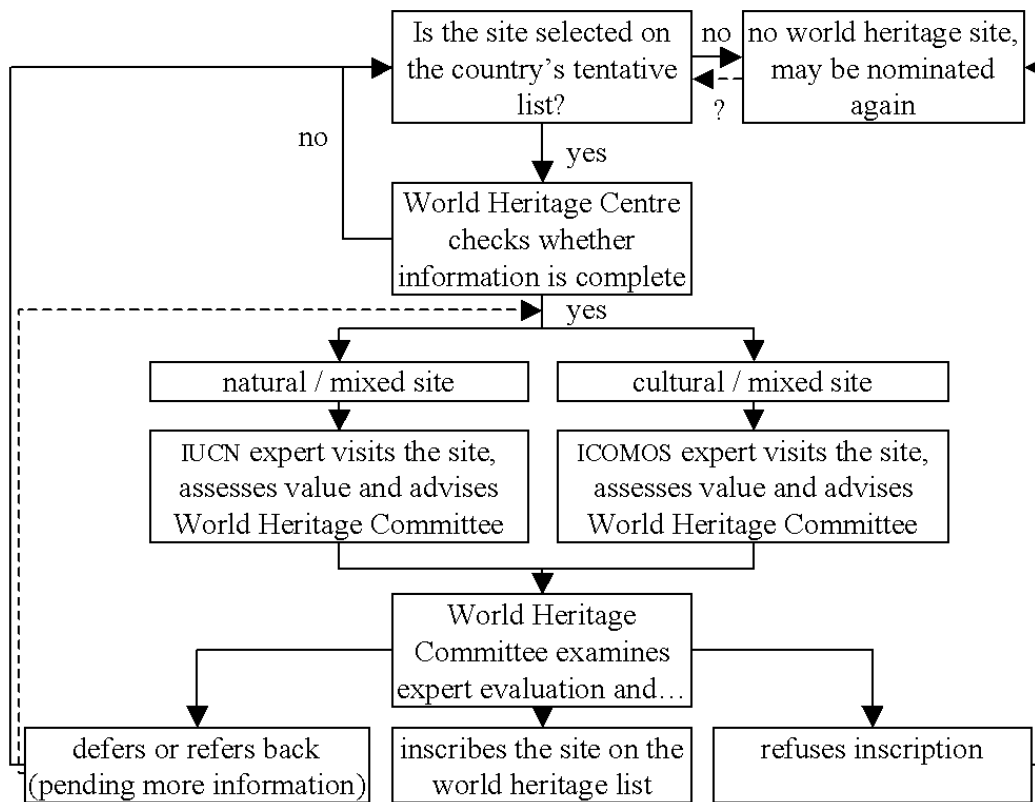 Is the site selected on
the country’s tentative
list?
no
?
no world heritage site,
may be nominated
again
no
yes
World Heritage Centre
checks whether
information is complete
yes
natural / mixed site
cultural / mixed site
IUCN expert visits the site,
assesses value and advises
World Heritage Committee
ICOMOS expert visits the site,
assesses value and advises
World Heritage Committee
World Heritage
Committee examines
expert evaluation and…
defers or refers back
(pending more information)
inscribes the site on the
world heritage list
refuses inscription